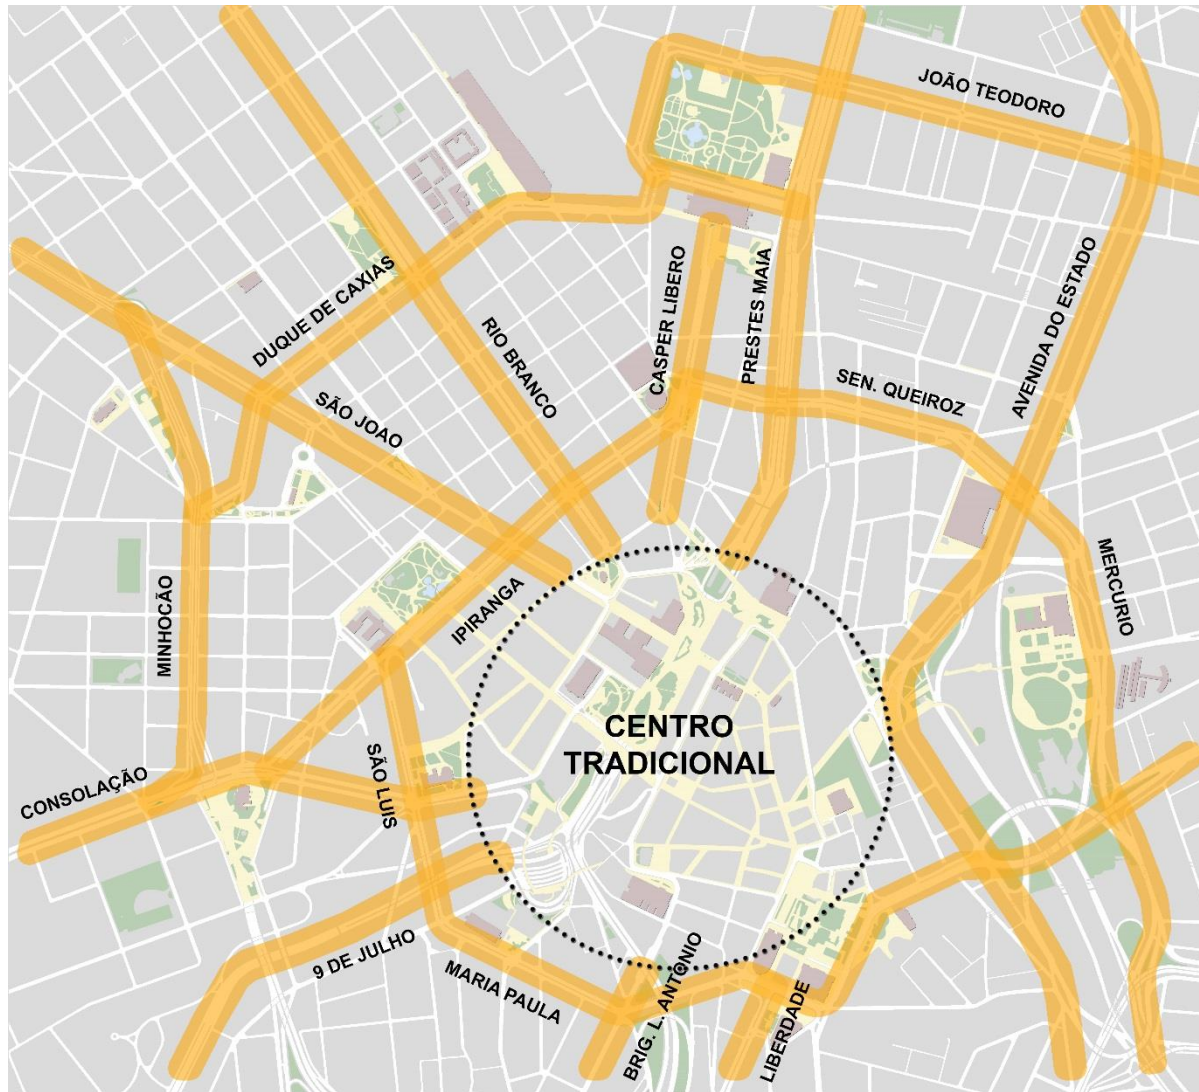 JOÃO TEODORO
AVENIDA DO ESTADO
DUQUE DE CAXIAS
RIO BRANCO
CASPER LIBERO
PRESTES MAIA
SEN. QUEIROZ
SÃO JOAO
MERCURIO
MINHOCÃO
IPIRANGA
CENTRO
TRADICIONAL
CONSOLAÇÃO
SÃO LUIS
9 DE JULHO
MARIA PAULA
BRIG. L. ANTONIO
LIBERDADE